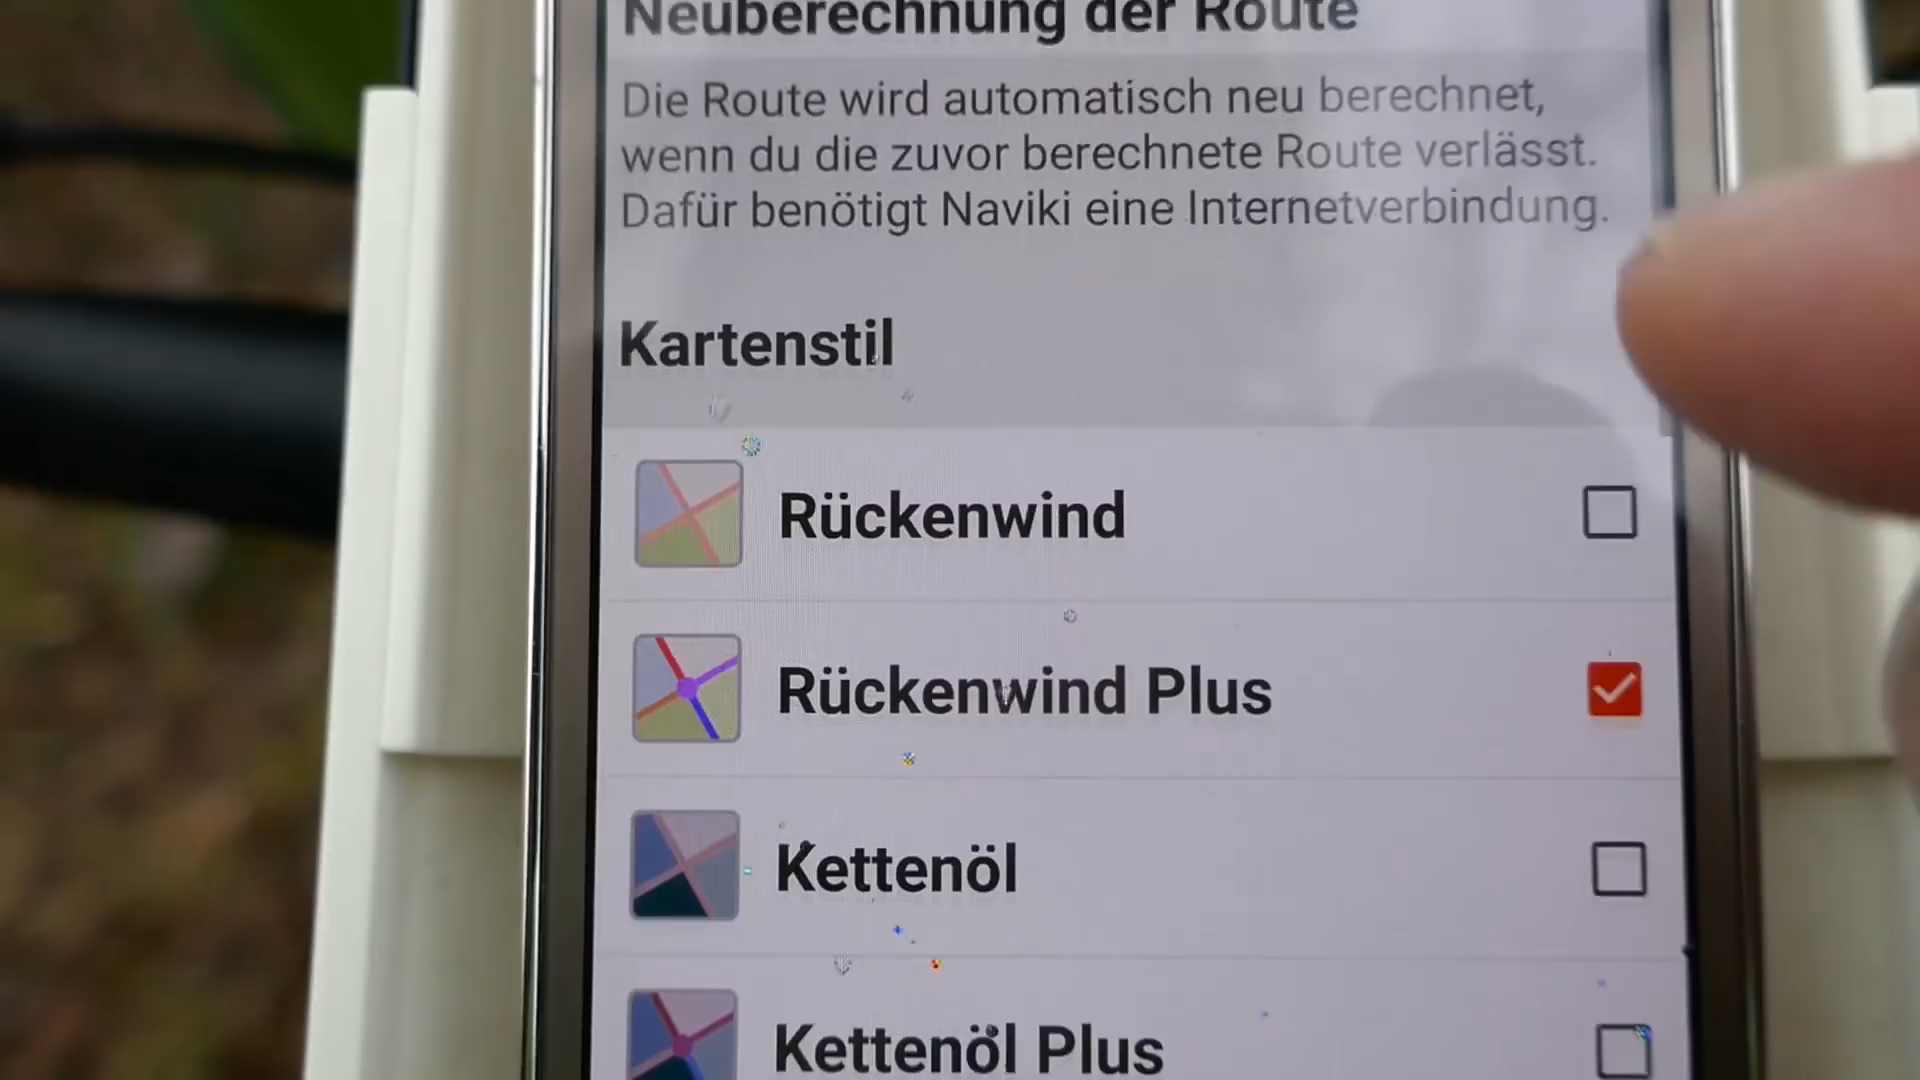 Neuberechnung der Route
Die Route wird automatisch neu berechnet,
wenn du die zuvor berechnete Route verlässt.
Dafür benötigt Naviki eine Internetverbindung.
Kartenstil
Rückenwind
Rückenwind Plus
Kettenöl
Kettenöl Plus